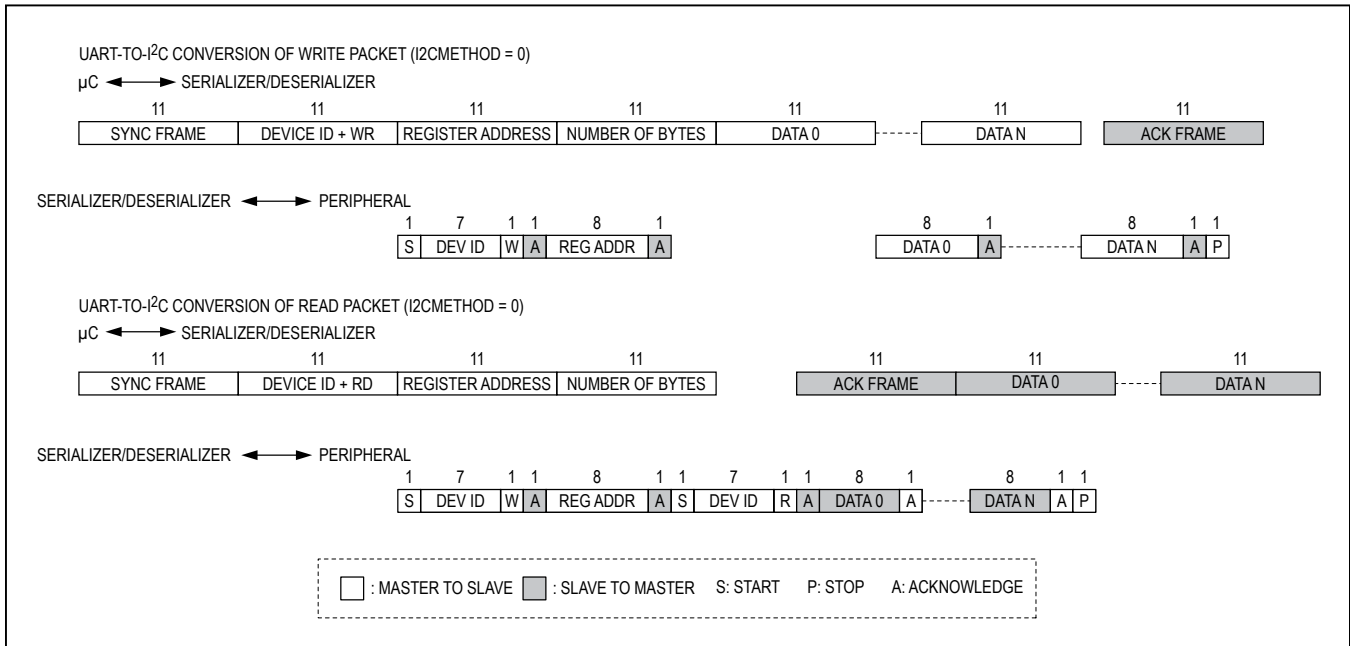 UART-TO-I2C CONVERSION OF WRITE PACKET (I2CMETHOD = 0)
µC SERIALIZER/DESERIALIZER
11 11 11 11 11 11 11
SYNC FRAME DEVICE ID + WR REGISTER ADDRESS NUMBER OF BYTES DATA 0 DATA N ACK FRAME
SERIALIZER/DESERIALIZER PERIPHERAL
1 7 1 1 8 1 8 1 8 1 1
S DEV ID W A REG ADDR A DATA 0 A DATA N A P
UART-TO-I2C CONVERSION OF READ PACKET (I2CMETHOD = 0)
µC SERIALIZER/DESERIALIZER
11 11 11 11 11 11 11
SYNC FRAME DEVICE ID + RD REGISTER ADDRESS NUMBER OF BYTES ACK FRAME DATA 0 DATA N
SERIALIZER/DESERIALIZER PERIPHERAL
1 7 1 1 8 1 1 7 1 1 8 1 8 1 1
S DEV ID W A REG ADDR A S DEV ID R A DATA 0 A DATA N A P
: MASTER TO SLAVE : SLAVE TO MASTER S: START P: STOP A: ACKNOWLEDGE